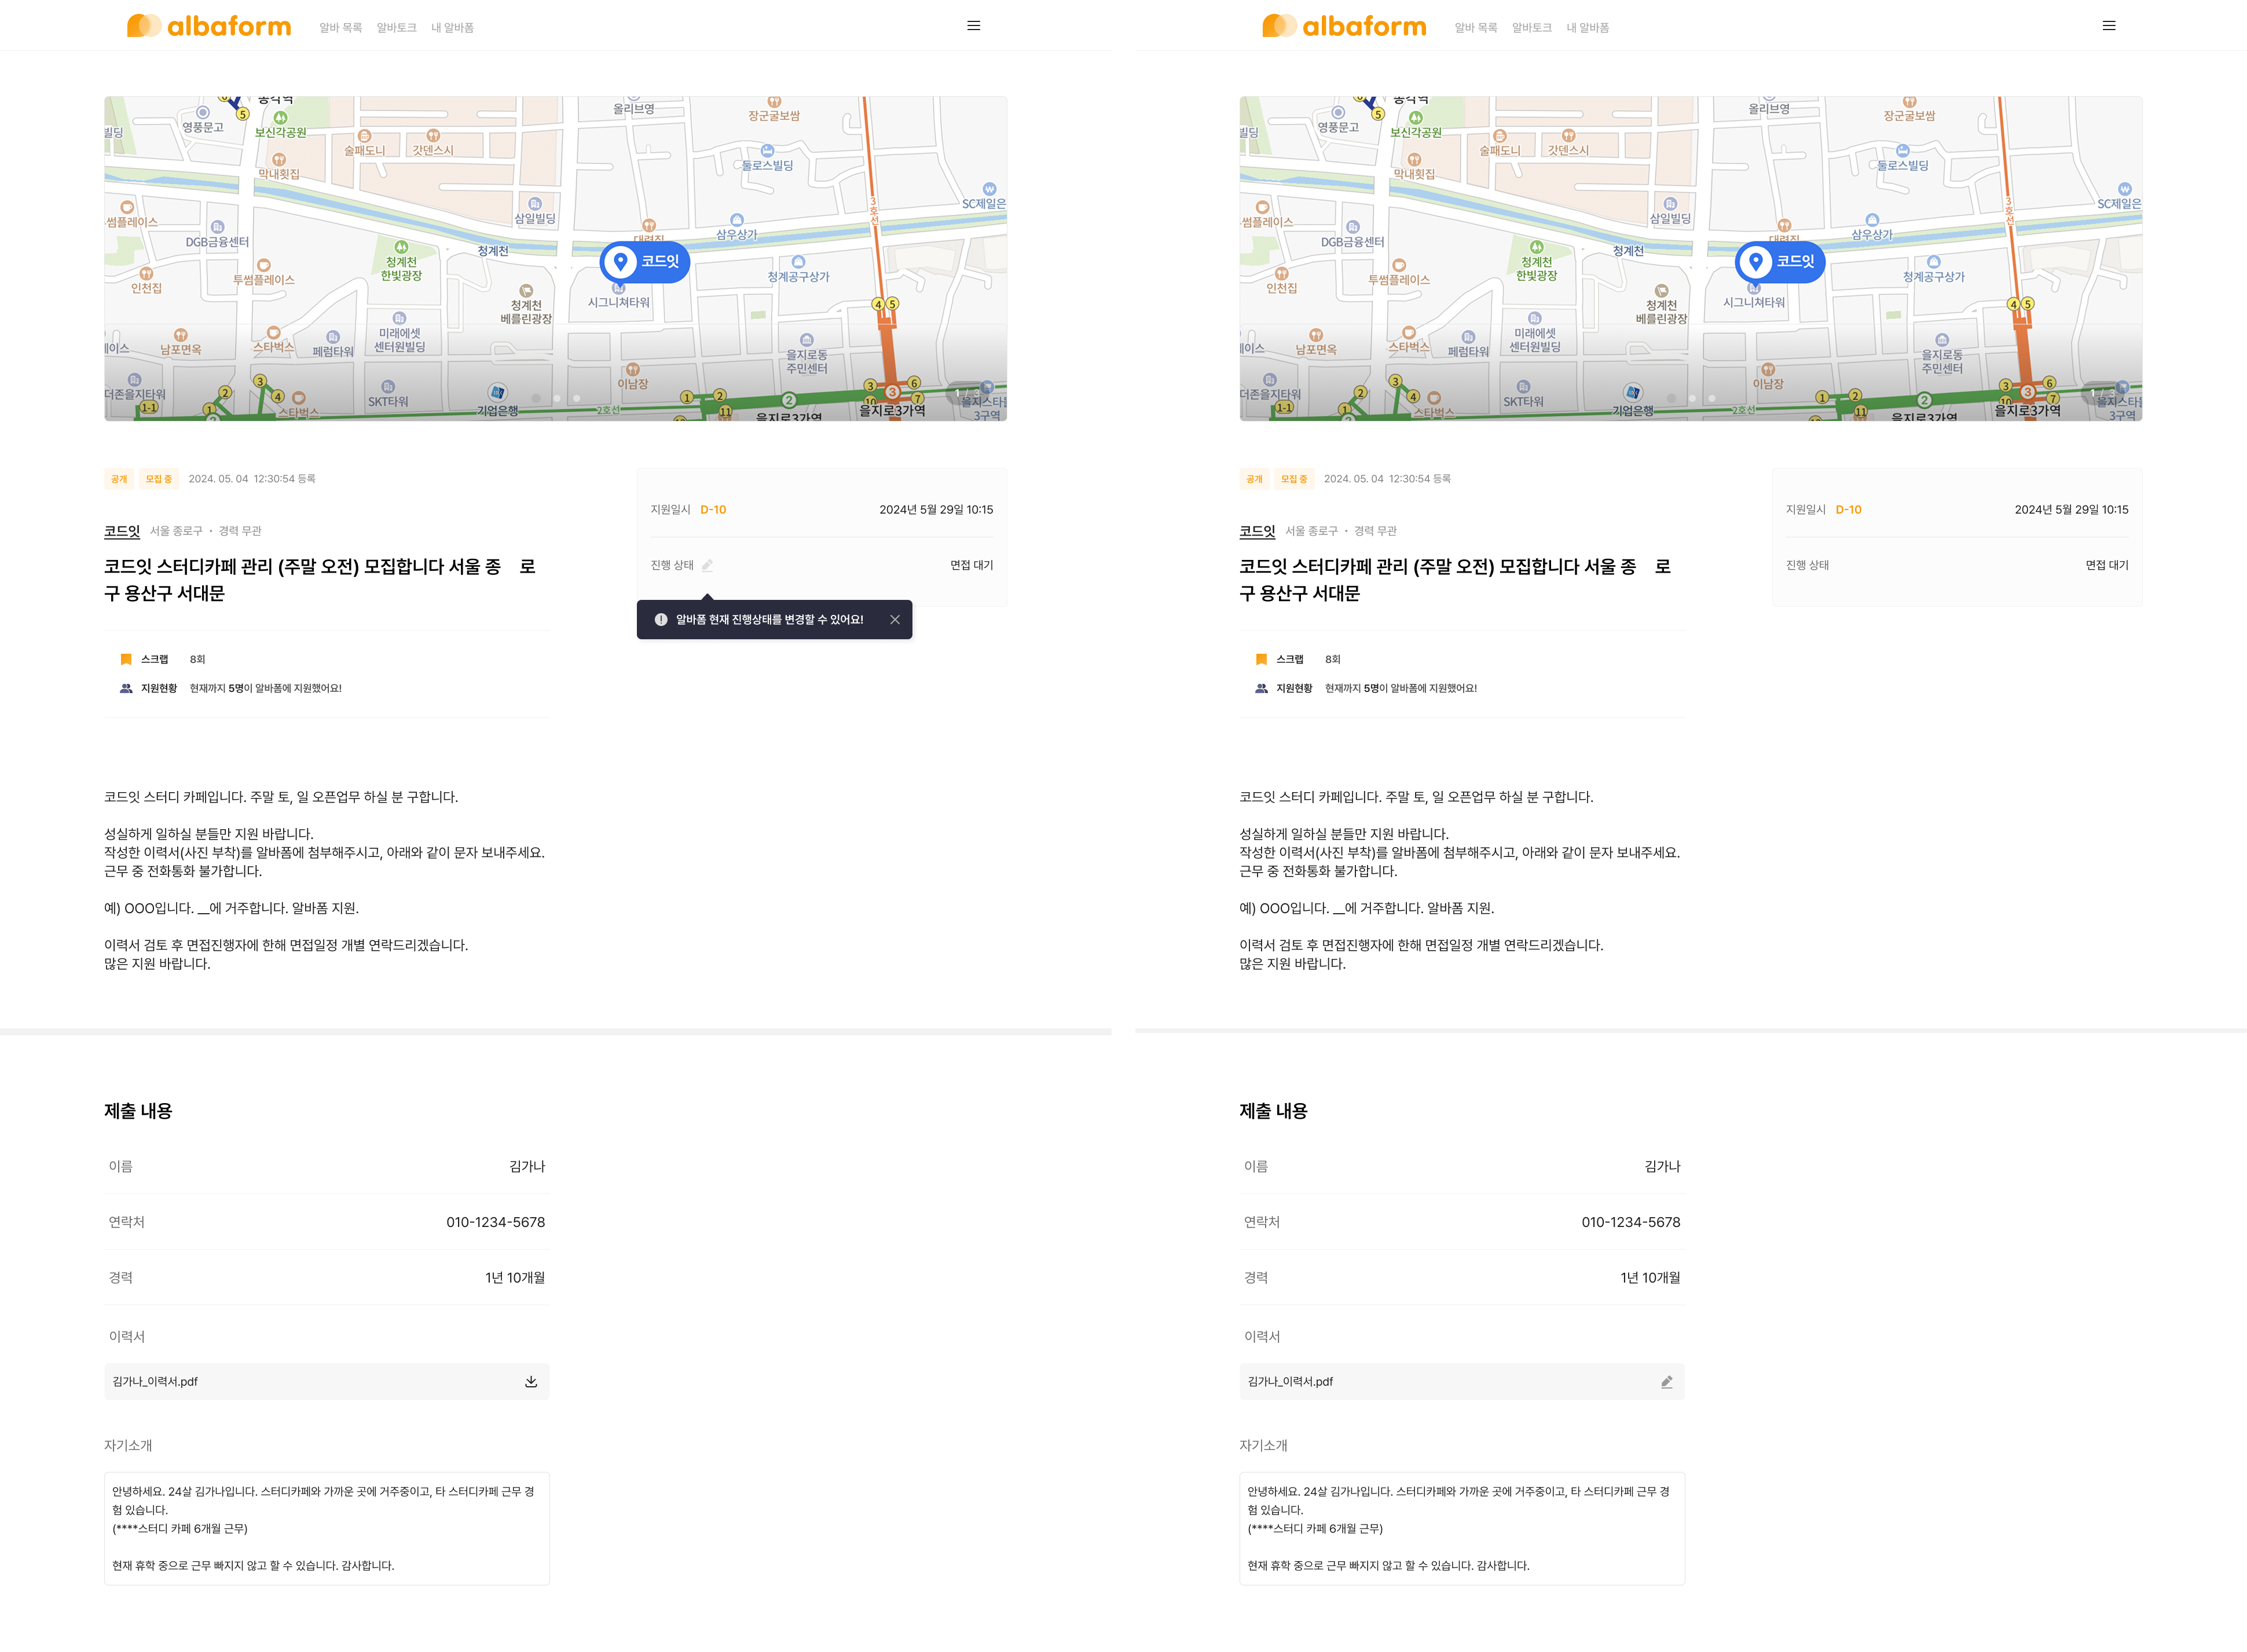 albaform 알바 목록 알바토크 내 알바폼
종각역
올리브영
영풍문고
보신각공원
장군굴보쌈
빌딩
술패도니
갓덴스시
막내횟집
둘로스빌딩
SC제일은
썸플레이스
삼일빌딩
3호선
DGB금융센터
삼우상가
청계천
코드잇
청계천
한빛광장
투썸플레이스
인천집
청계공구상가
시그니쳐타워
청계천
베를린광장
4 5
미래에셋
센터원빌딩
남포면옥
스타벅스
페럼타워
을지로동
주민센터
이남장
더존을지타워
SKT타워
기업은행
스타벅스
2호선
을지로3가역
을지로3가역
을지스타
3구역
1 / 3
공개 모집 중 2024. 05. 04 12:30:54 등록
코드잇 서울 종로구 • 경력 무관
코드잇 스터디카페 관리 (주말 오전) 모집합니다 서울 종 로
구 용산구 서대문
지원일시 D-10 2024년 5월 29일 10:15
진행 상태 면접 대기
알바폼 현재 진행상태를 변경할 수 있어요!
스크랩 8회
지원현황 현재까지 5명이 알바폼에 지원했어요!
코드잇 스터디 카페입니다. 주말 토, 일 오픈업무 하실 분 구합니다.
성실하게 일하실 분들만 지원 바랍니다.
작성한 이력서(사진 부착)를 알바폼에 첨부해주시고, 아래와 같이 문자 보내주세요.
근무 중 전화통화 불가합니다.
예) OOO입니다. __에 거주합니다. 알바폼 지원.
이력서 검토 후 면접진행자에 한해 면접일정 개별 연락드리겠습니다.
많은 지원 바랍니다.
제출 내용
이름 김가나
연락처 010-1234-5678
경력 1년 10개월
이력서
김가나_이력서.pdf
자기소개
안녕하세요. 24살 김가나입니다. 스터디카페와 가까운 곳에 거주중이고, 타 스터디카페 근무 경
험 있습니다.
(****스터디 카페 6개월 근무)
현재 휴학 중으로 근무 빠지지 않고 할 수 있습니다. 감사합니다.
albaform 알바 목록 알바토크 내 알바폼
종각역
올리브영
영풍문고
보신각공원
장군굴보쌈
빌딩
술패도니
갓덴스시
막내횟집
둘로스빌딩
SC제일은
썸플레이스
삼일빌딩
3호선
DGB금융센터
삼우상가
청계천
코드잇
청계천
한빛광장
투썸플레이스
인천집
청계공구상가
시그니쳐타워
청계천
베를린광장
4 5
미래에셋
센터원빌딩
남포면옥
스타벅스
페럼타워
을지로동
주민센터
이남장
더존을지타워
SKT타워
기업은행
스타벅스
2호선
을지로3가역
을지로3가역
을지스타
3구역
1 / 3
공개 모집 중 2024. 05. 04 12:30:54 등록
코드잇 서울 종로구 • 경력 무관
코드잇 스터디카페 관리 (주말 오전) 모집합니다 서울 종 로
구 용산구 서대문
지원일시 D-10 2024년 5월 29일 10:15
진행 상태 면접 대기
스크랩 8회
지원현황 현재까지 5명이 알바폼에 지원했어요!
코드잇 스터디 카페입니다. 주말 토, 일 오픈업무 하실 분 구합니다.
성실하게 일하실 분들만 지원 바랍니다.
작성한 이력서(사진 부착)를 알바폼에 첨부해주시고, 아래와 같이 문자 보내주세요.
근무 중 전화통화 불가합니다.
예) OOO입니다. __에 거주합니다. 알바폼 지원.
이력서 검토 후 면접진행자에 한해 면접일정 개별 연락드리겠습니다.
많은 지원 바랍니다.
제출 내용
이름 김가나
연락처 010-1234-5678
경력 1년 10개월
이력서
김가나_이력서.pdf
자기소개
안녕하세요. 24살 김가나입니다. 스터디카페와 가까운 곳에 거주중이고, 타 스터디카페 근무 경
험 있습니다.
(****스터디 카페 6개월 근무)
현재 휴학 중으로 근무 빠지지 않고 할 수 있습니다. 감사합니다.